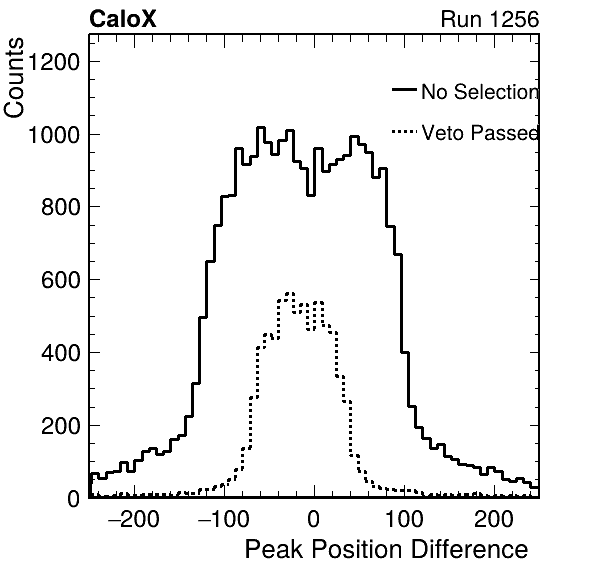 CaloX
Run 1256
Counts
1200
1000
800
600
400
200
0
No Selection
Veto Passed
−200 −100 0 100 200
Peak Position Difference